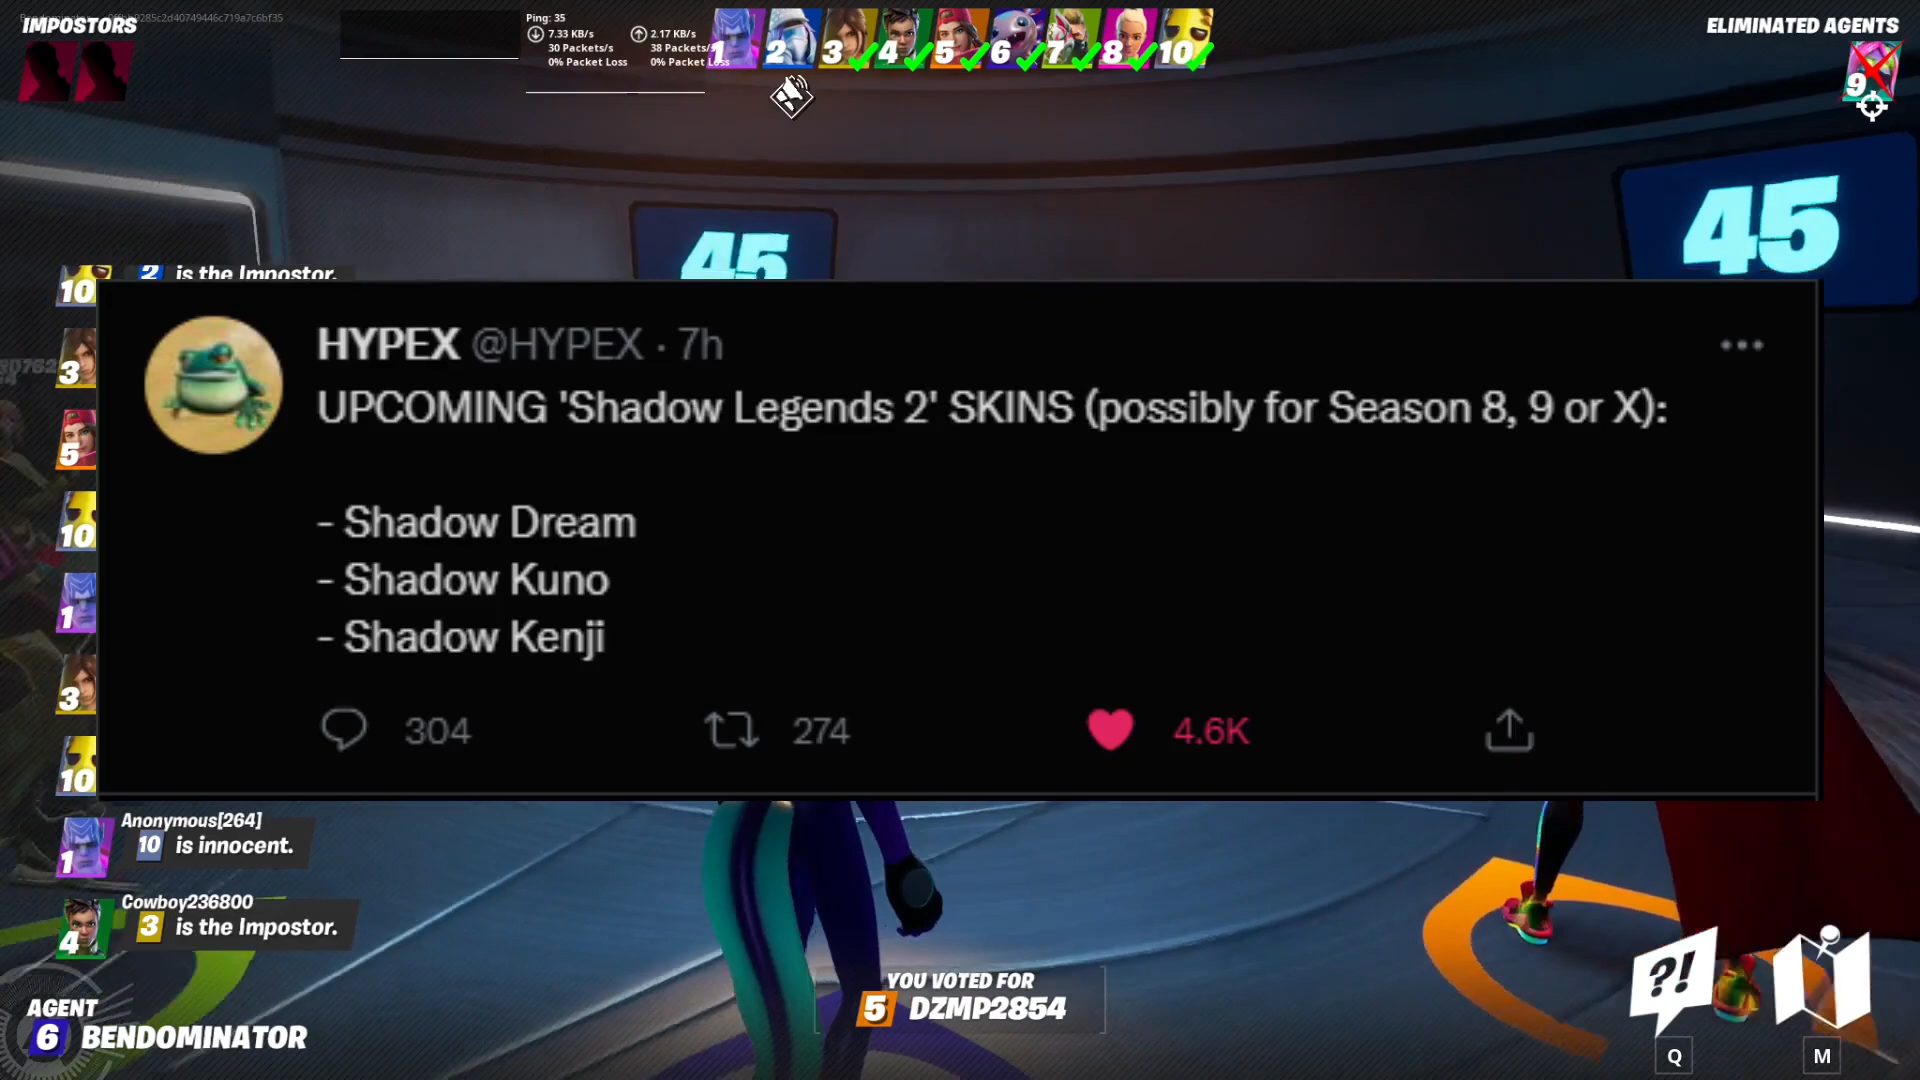 IMPOSTORS
Ping: 35
7.33 KB/s
2.17 KB/s
30 Packets/s
38 Packets/s
0% Packet Loss
0% Packet Loss
1 2 3 4 5 6 7 8 10
ELIMINATED AGENTS
9
45
45
10
2 is the Impostor.
3
5
10
1
3
10
HYPEX @HYPEX · 7h
UPCOMING 'Shadow Legends 2' SKINS (possibly for Season 8, 9 or X):
- Shadow Dream
- Shadow Kuno
- Shadow Kenji
304
274
4.6K
Anonymous[264]
1
10 is innocent.
Cowboy236800
4
3 is the Impostor.
AGENT
6 BENDOMINATOR
YOU VOTED FOR
5 DZMP2854
?!
Q
M